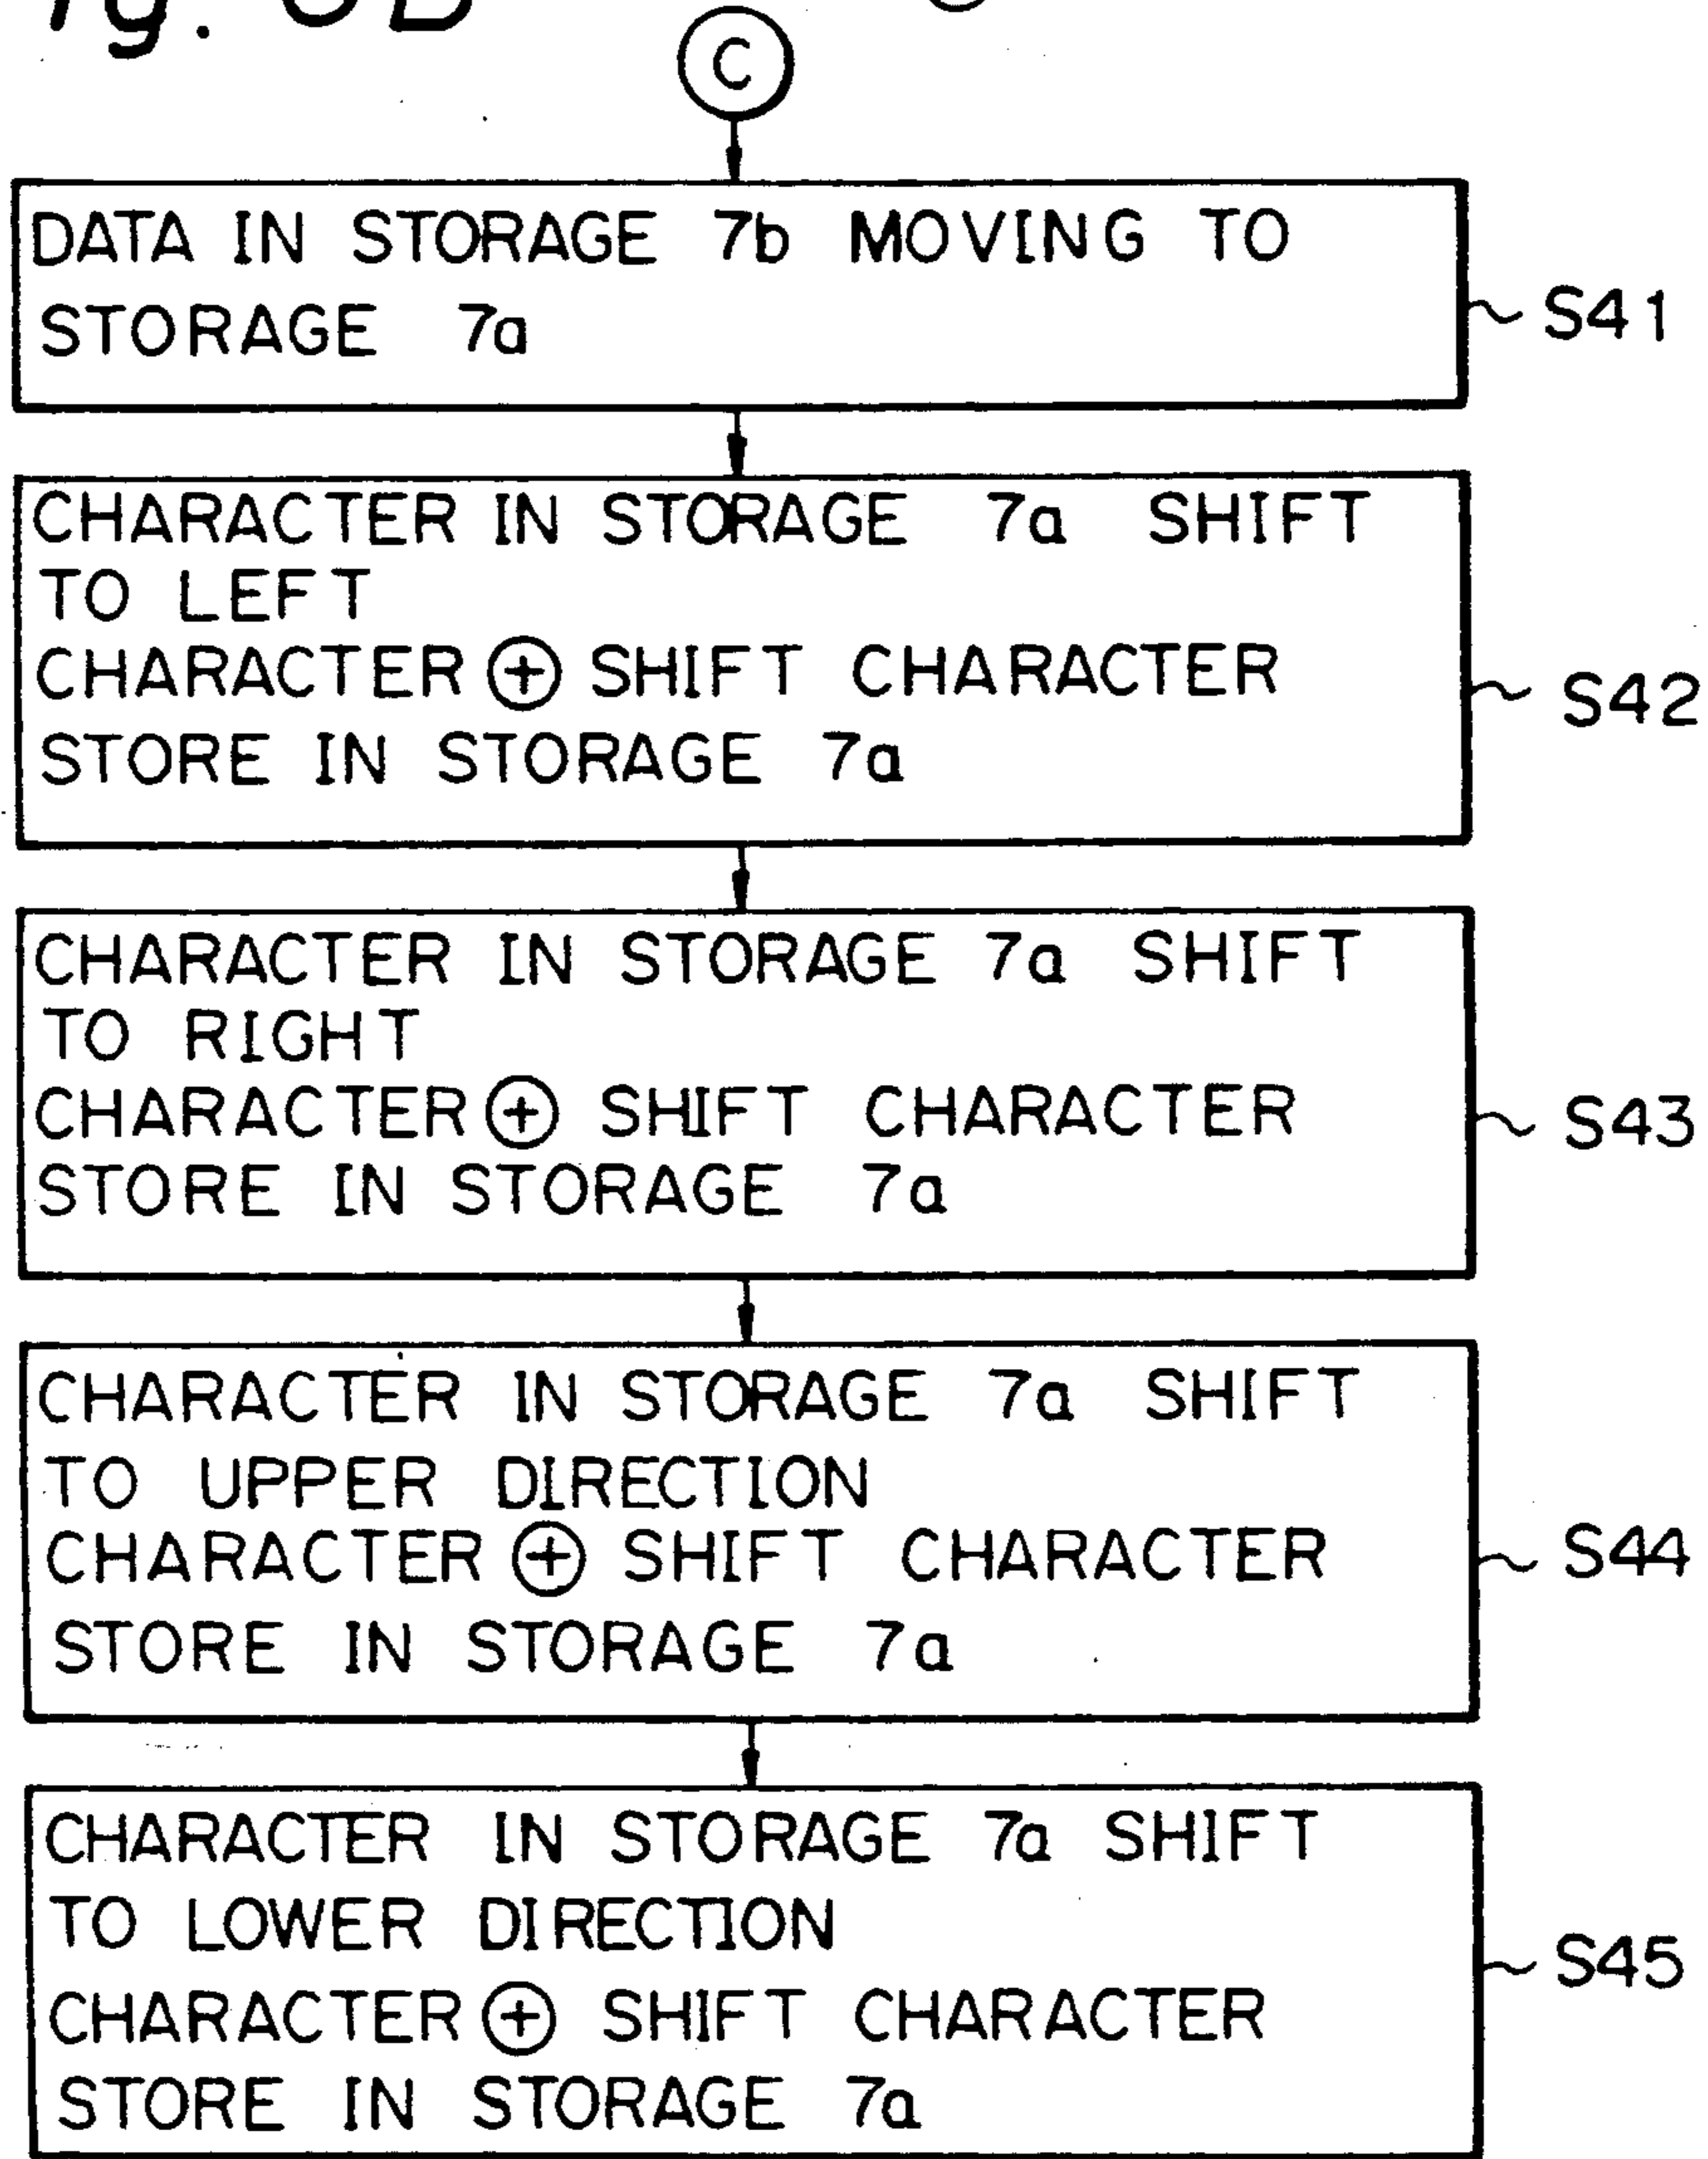 C
DATA IN STORAGE 7b MOVING TO
STORAGE 7a
S41
CHARACTER IN STORAGE 7a SHIFT
TO LEFT
CHARACTER ⊕ SHIFT CHARACTER
STORE IN STORAGE 7a
S42
CHARACTER IN STORAGE 7a SHIFT
TO RIGHT
CHARACTER ⊕ SHIFT CHARACTER
STORE IN STORAGE 7a
S43
CHARACTER IN STORAGE 7a SHIFT
TO UPPER DIRECTION
CHARACTER ⊕ SHIFT CHARACTER
STORE IN STORAGE 7a
S44
CHARACTER IN STORAGE 7a SHIFT
TO LOWER DIRECTION
CHARACTER ⊕ SHIFT CHARACTER
STORE IN STORAGE 7a
S45